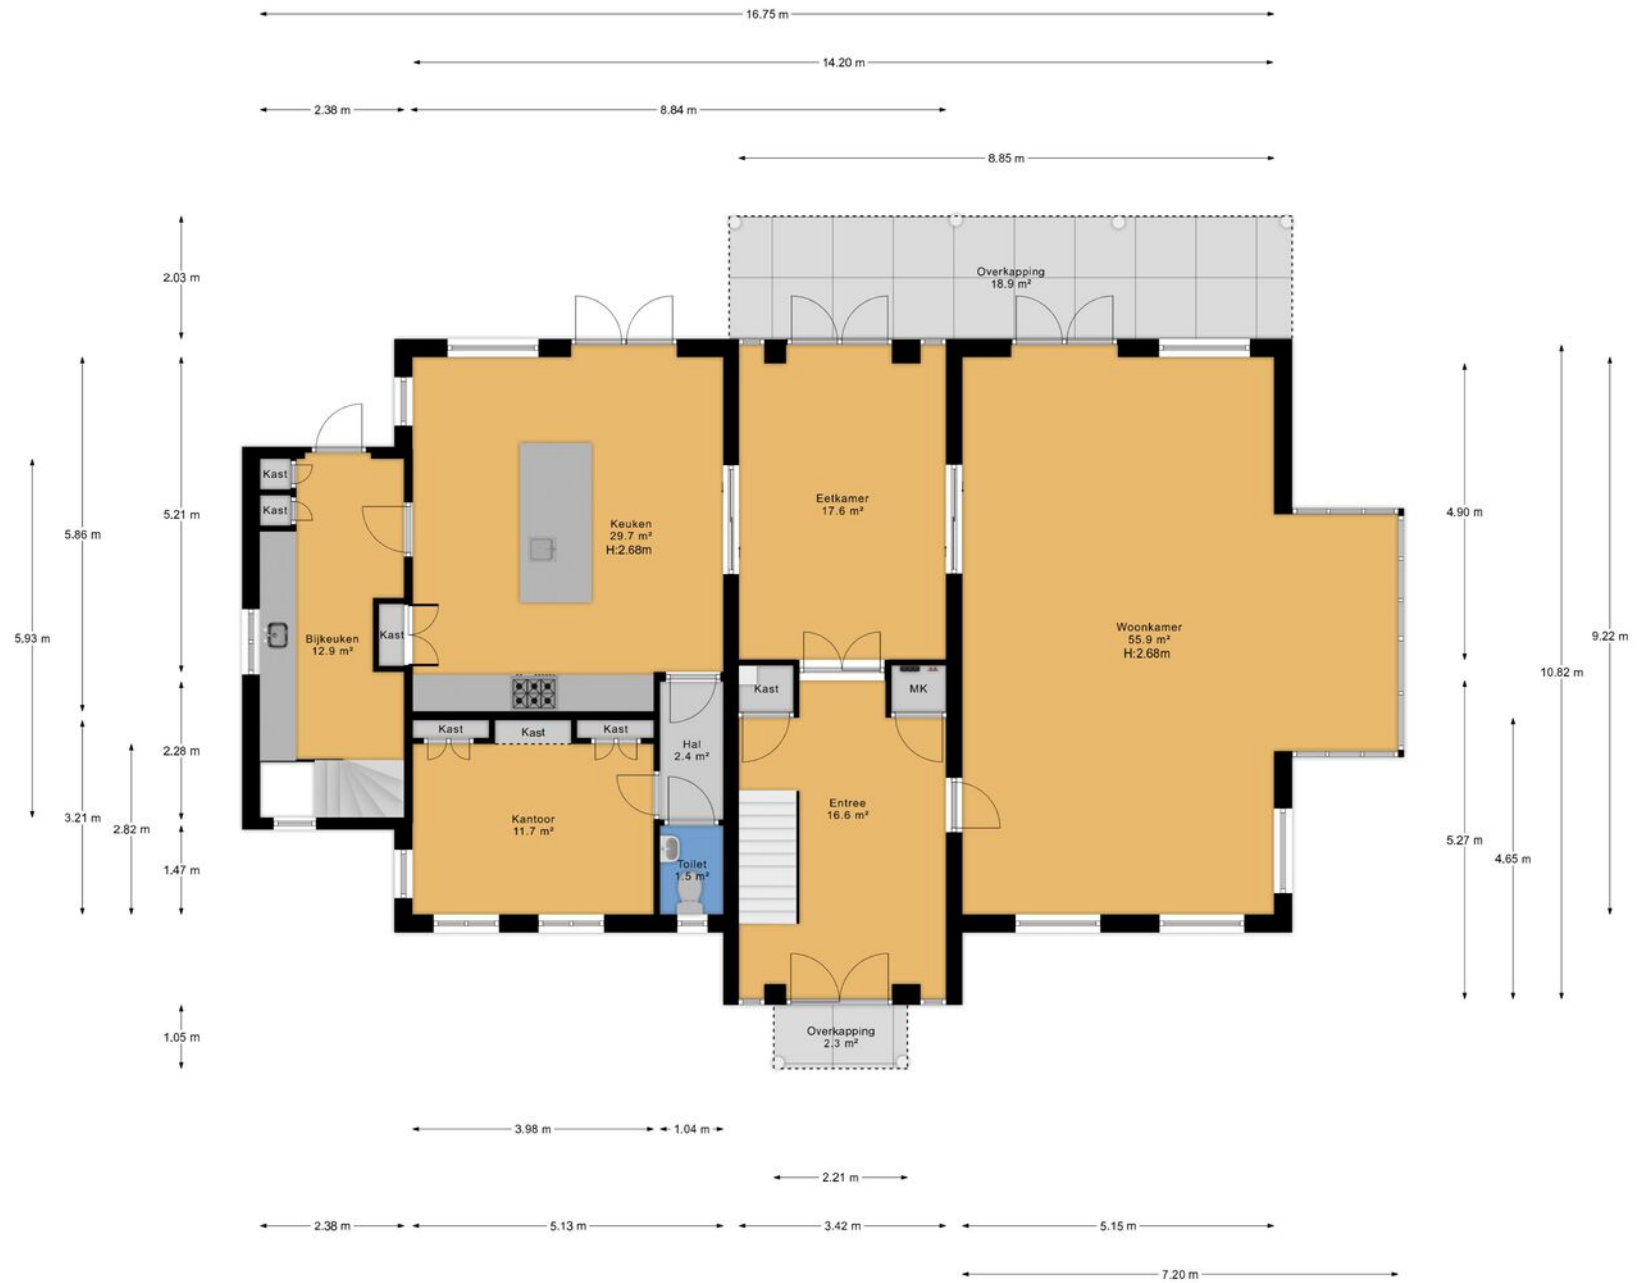 16.75 m
14.20 m
2.38 m
8.84 m
8.85 m
2.03 m
Overkapping
18.9 m²
5.21 m
5.86 m
5.93 m
Kast
Kast
Keuken
29.7 m²
H:2.68m
Eetkamer
17.6 m²
4.90 m
9.22 m
10.82 m
Bijkeuken
12.9 m²
Kast
Woonkamer
55.9 m²
H:2.68m
Kast
MK
Kast
Kast
Kast
Hal
2.4 m²
2.28 m
3.21 m
2.82 m
Kantoor
11.7 m²
Entree
16.6 m²
5.27 m
4.65 m
1.47 m
Toilet
1.5 m²
1.05 m
Overkapping
2.3 m²
3.98 m
1.04 m
2.21 m
2.38 m
5.13 m
3.42 m
5.15 m
7.20 m